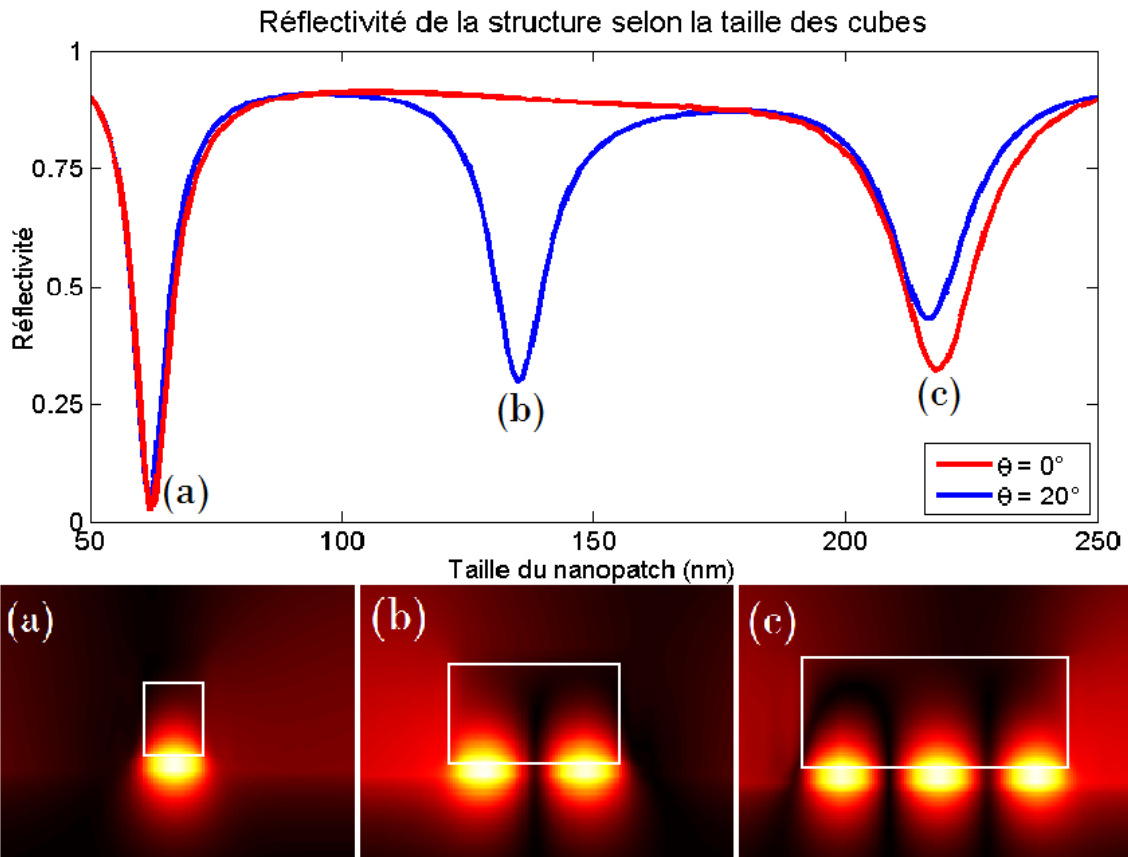 Réflectivité de la structure selon la taille des cubes
1
0.75
0.5
0.25
0
Réflectivité
(a)
(b)
(c)
θ = 0°
θ = 20°
50
100
150
200
250
Taille du nanopatch (nm)
(a)
(b)
(c)